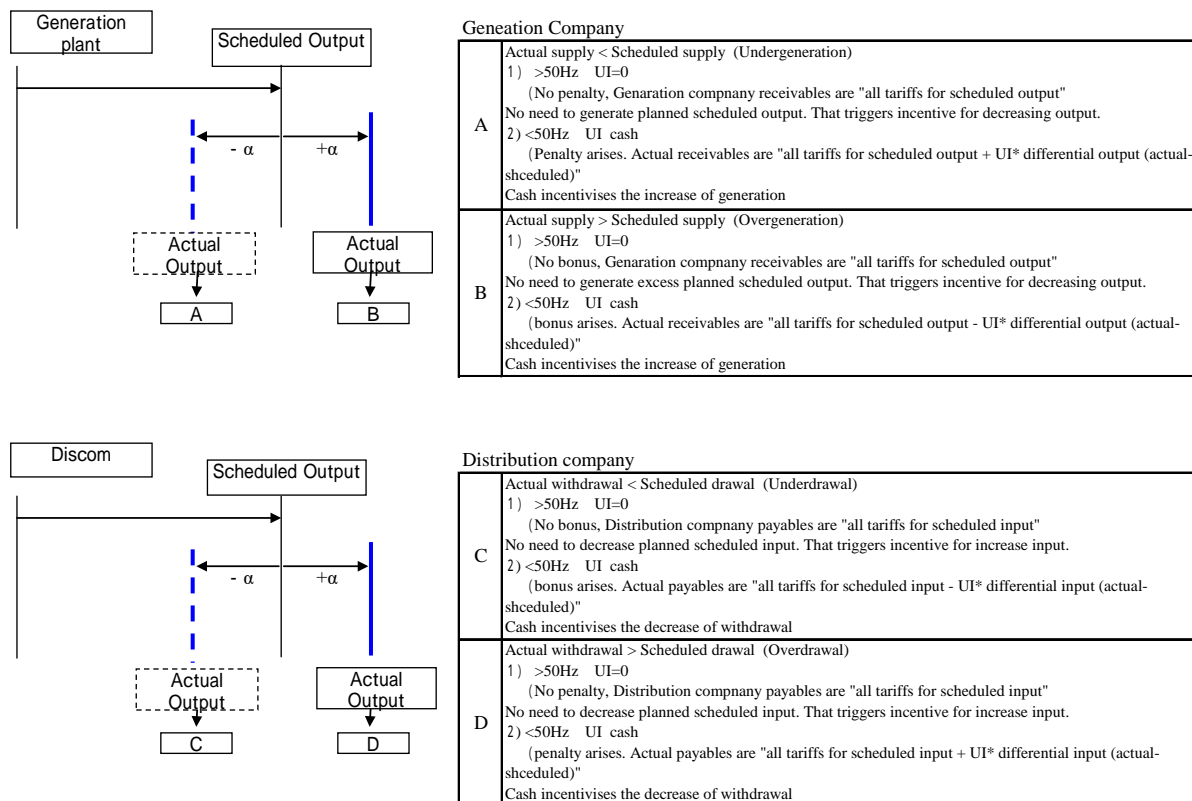 Generation
plant
Scheduled Output
- α
+α
Actual
Output
Actual
Output
A
B
Geneation Company
A
Actual supply < Scheduled supply (Undergeneration)
1) >50Hz UI=0
(No penalty, Genaration compnany receivables are "all tariffs for scheduled output"
No need to generate planned scheduled output. That triggers incentive for decreasing output.
2)<50Hz UI cash
(Penalty arises. Actual receivables are "all tariffs for scheduled output + UI* differential output (actual-
shceduled)"
Cash incentivises the increase of generation
B
Actual supply > Scheduled supply (Overgeneration)
1) >50Hz UI=0
(No bonus, Genaration compnany receivables are "all tariffs for scheduled output"
No need to generate excess planned scheduled output. That triggers incentive for decreasing output.
2)<50Hz UI cash
(bonus arises. Actual receivables are "all tariffs for scheduled output - UI* differential output (actual-
shceduled)"
Cash incentivises the increase of generation
Discom
Scheduled Output
- α
+α
Actual
Output
Actual
Output
C
D
Distribution company
C
Actual withdrawal < Scheduled drawal (Underdrawal)
1) >50Hz UI=0
(No bonus, Distribution compnany payables are "all tariffs for scheduled input"
No need to decrease planned scheduled input. That triggers incentive for increase input.
2)<50Hz UI cash
(bonus arises. Actual payables are "all tariffs for scheduled input - UI* differential input (actual-
shceduled)"
Cash incentivises the decrease of withdrawal
D
Actual withdrawal > Scheduled drawal (Overdrawal)
1) >50Hz UI=0
(No penalty, Distribution compnany payables are "all tariffs for scheduled input"
No need to decrease planned scheduled input. That triggers incentive for increase input.
2)<50Hz UI cash
(penalty arises. Actual payables are "all tariffs for scheduled input + UI* differential input (actual-
shceduled)"
Cash incentivises the decrease of withdrawal